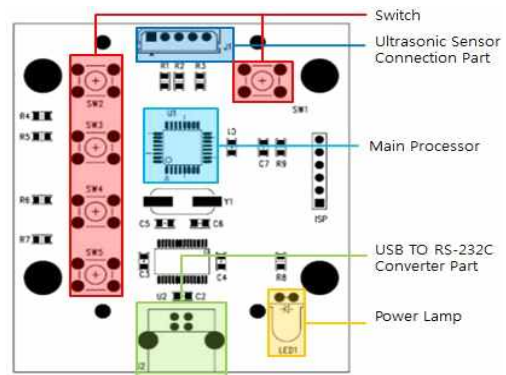 Switch
Ultrasonic Sensor
Connection Part
J1
R1 R2 R3
SW2
SW1
R4
U1
SW3
R5
C1
C7 R9
Main Processor
SW4
R6
Y1
ISP
C5
C6
R7
USB TO RS-232C
Converter Part
SW5
C3
C4
R8
U2
C2
Power Lamp
LED1
J2